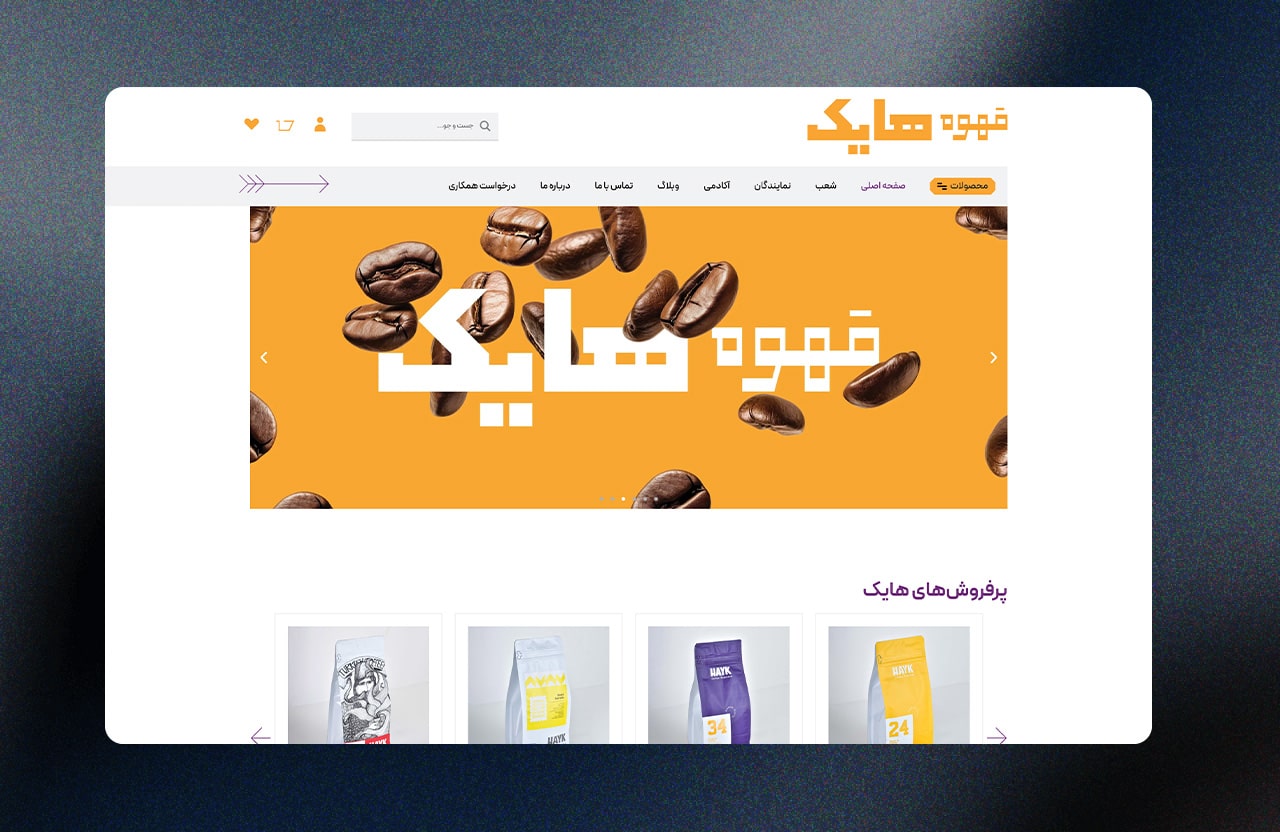 قهوه هایک
جست و جو...
محصولات
صفحه اصلی
شعب
نمایندگان
آکادمی
وبلاگ
تماس با ما
درباره ما
درخواست همکاری
قهوه هایک
پرفروش‌های هایک
HAYK
24
HAYK
34
HAYK
HAYK